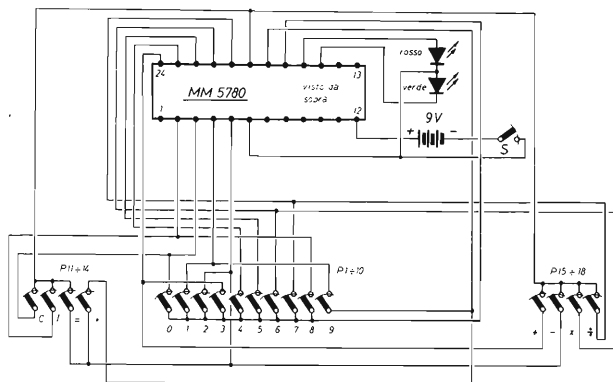 rosso
24
13
MM 5780
vista da
sopra
verde
1
12
9V
+ -
S
P11÷14
P1÷10
P15÷18
C
=
0 1 2 3 4 5 6 7 8 9
+ - x